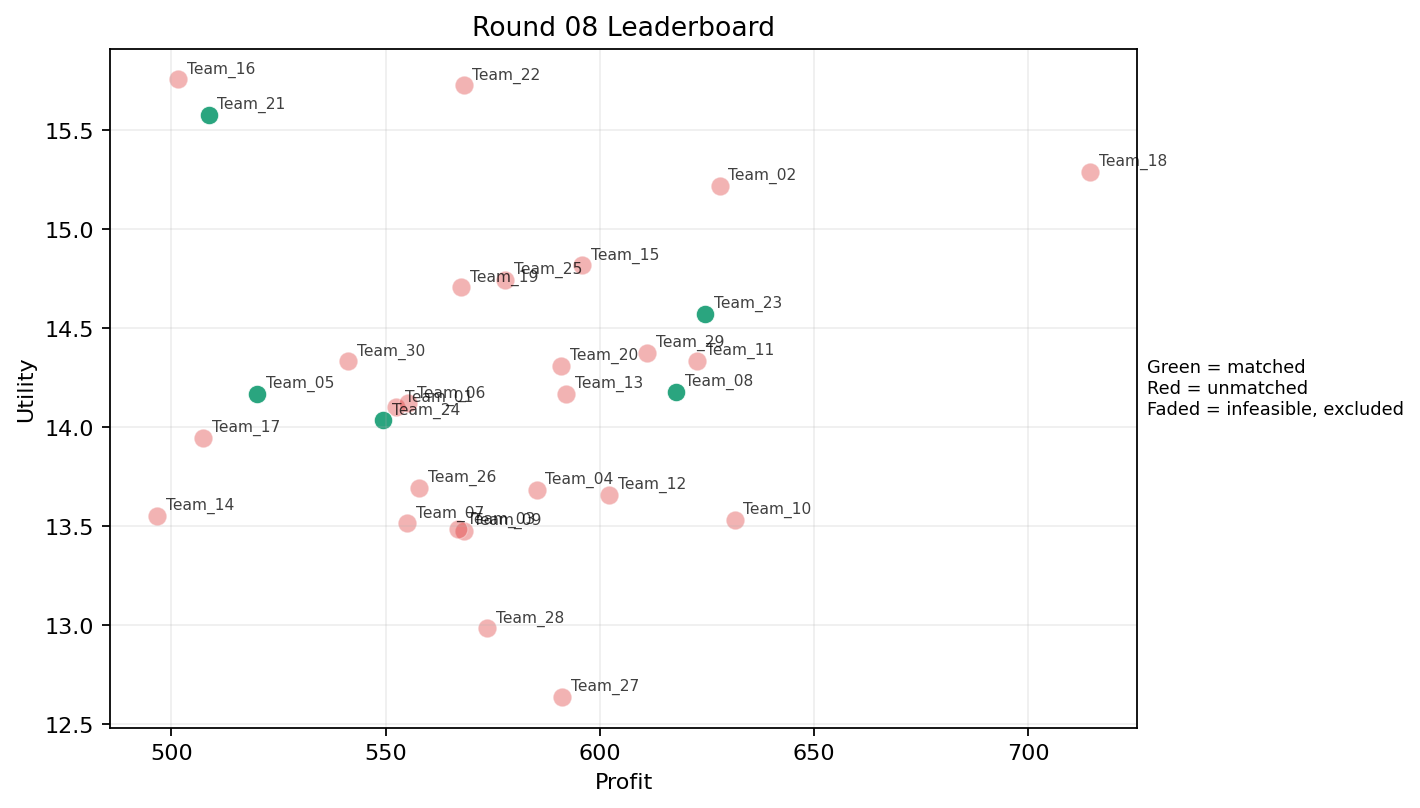 Round 08 Leaderboard
Team_16
Team_22
Team_21
Team_18
Team_02
Team_15
Team_25
Team_19
Team_23
Team_29
Team_11
Team_30
Team_20
Team_05
Team_13
Team_08
Team_06
Team_01
Team_24
Team_17
Team_26
Team_04
Team_12
Team_14
Team_07
Team_03
Team_09
Team_10
Team_28
Team_27
15.5
15.0
14.5
14.0
13.5
13.0
12.5
Utility
500
550
600
650
700
Profit
Green = matched
Red = unmatched
Faded = infeasible, excluded